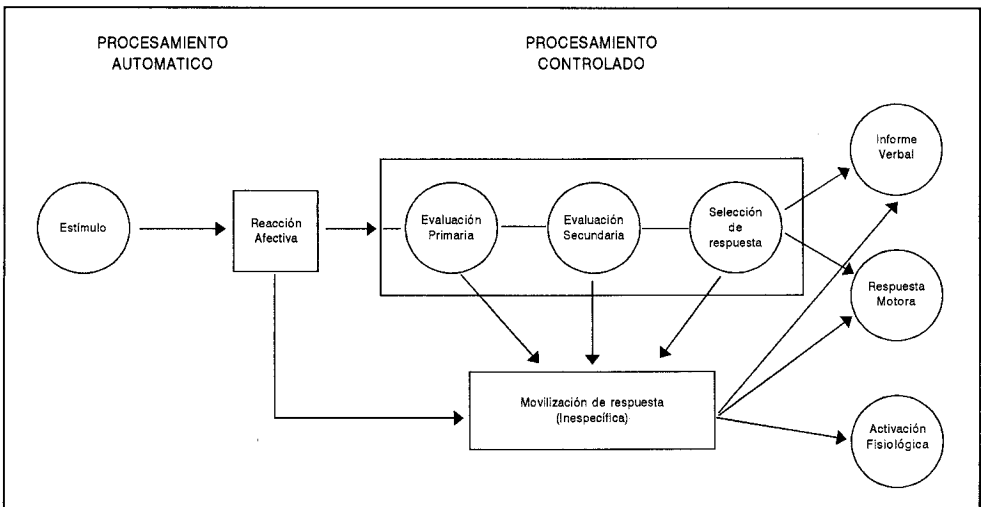 PROCESAMIENTO
AUTOMATICO
PROCESAMIENTO
CONTROLADO
Estímulo
Reacción
Afectiva
Evaluación
Primaria
Evaluación
Secundaria
Selección
de
respuesta
Informe
Verbal
Respuesta
Motora
Movilización de respuesta
(Inespecífica)
Activación
Fisiológica